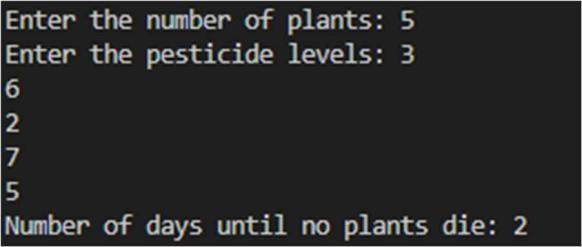 Enter the number of plants: 5
Enter the pesticide levels: 3
6
2
7
5
Number of days until no plants die: 2